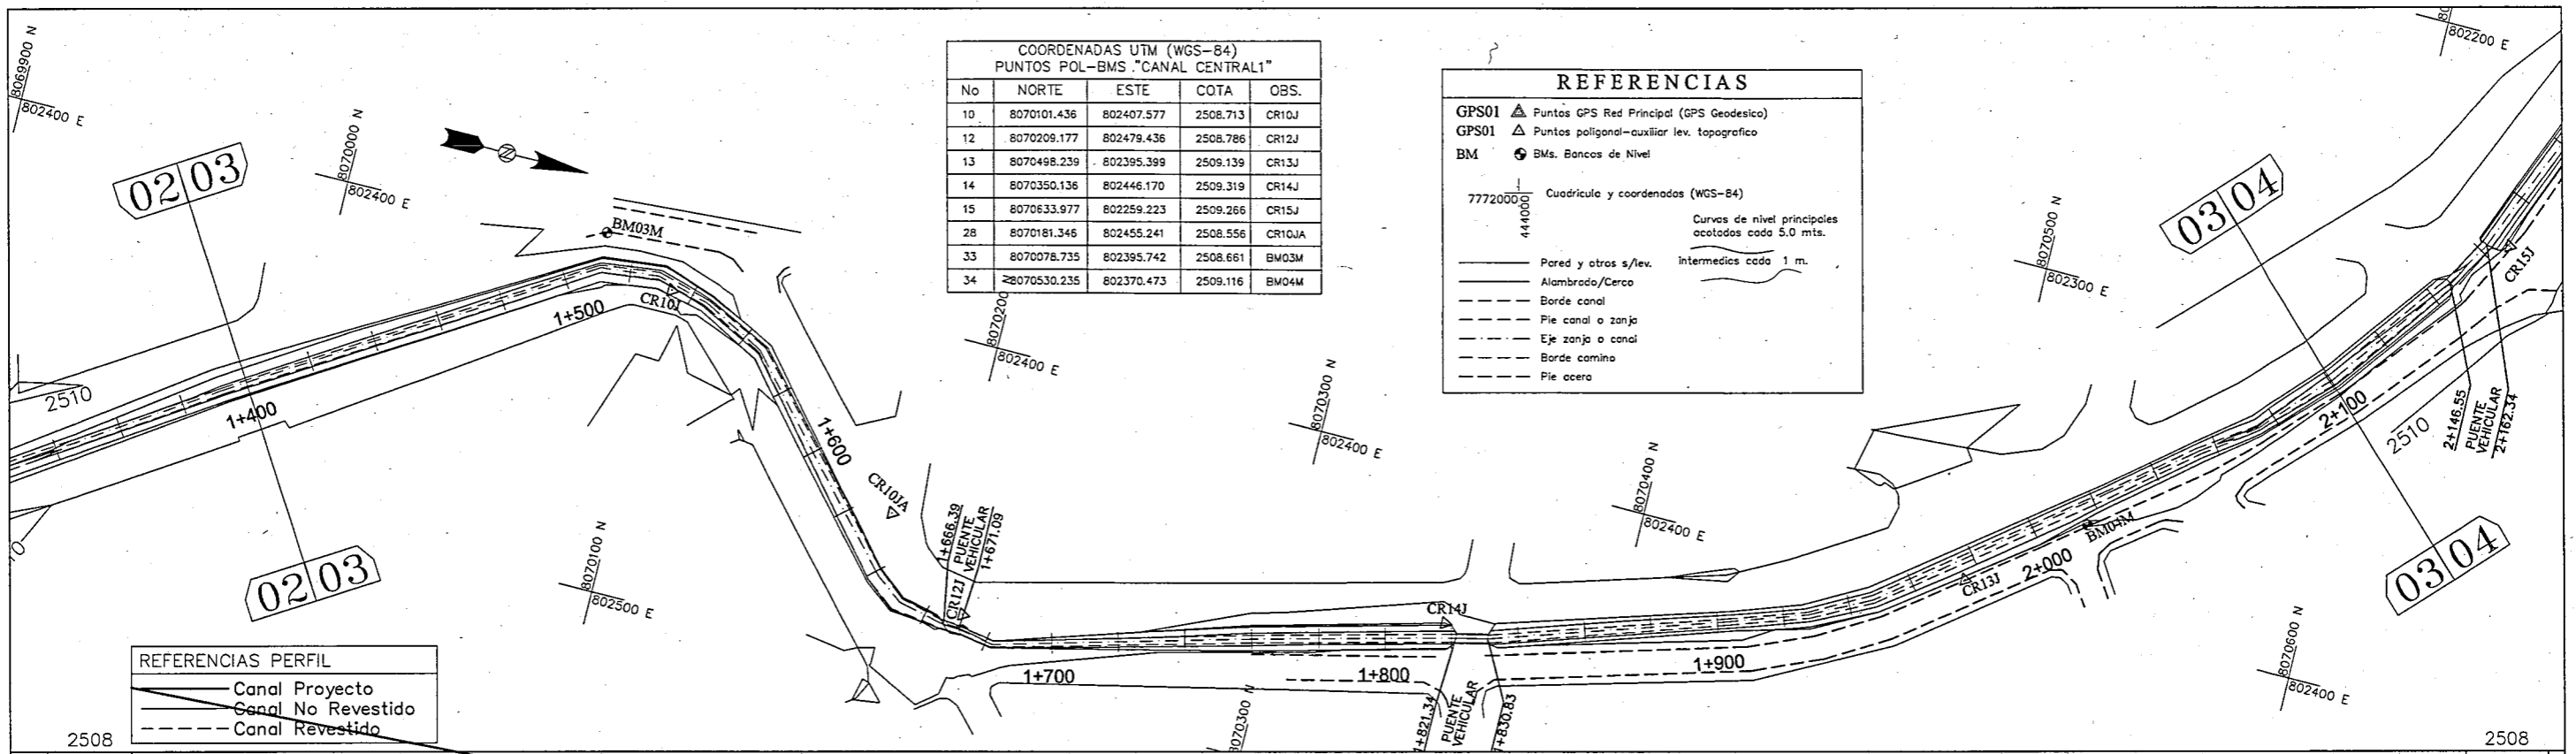 COORDENADAS UTM (WGS-84)
PUNTOS POL-BMS ."CANAL CENTRAL1"
No NORTE ESTE COTA OBS.
10 8070101.436 802407.577 2508.713 CR10J
12 8070209.177 802479.436 2508.786 CR12J
13 8070498.239 802395.399 2509.139 CR13J
14 8070350.136 802446.170 2509.319 CR14J
15 8070633.977 802259.223 2509.266 CR15J
28 8070181.346 802455.241 2508.556 CR10JA
33 8070078.735 802395.742 2508.661 BM03M
34 8070530.235 802370.473 2509.116 BM04M
REFERENCIAS
GPS01 Puntos GPS Red Principal (GPS Geodesico)
GPS01 Puntos poligonal-auxiliar lev. topografico
BM BMs. Bancos de Nivel
7772000
444000
Cuadricula y coordenadas (WGS-84)
Curvas de nivel principales
acotados cada 5.0 mts.
intermedics cada 1 m.
Pared y otros s/lev.
Alambrado/Cerco
Borde canal
Pie canal o zanja
Eje zanja o canal
Borde camino
Pie acera
8069900 N
802400 E
02 03
8070000 N
802400 E
BM03M
CR10J
1+500
2510
1+400
02 03
8070100 N
802500 E
1+600
CR10JA
1+666.39
PUENTE
VEHICULAR
1+671.09
CR12J
8070200
802400 E
8070300 N
802400 E
8070400 N
802400 E
CR14J
1+700
1+800
1+821.34
PUENTE
VEHICULAR
1+830.83
1+900
8070300 N
CR13J
2+000
BM04M
8070500 N
802300 E
03 04
2+100
2510
2+146.55
PUENTE
VEHICULAR
2+162.34
CR15J
802200 E
03 04
8070600 N
802400 E
REFERENCIAS PERFIL
Canal Proyecto
Canal No Revestido
Canal Revestido
2508
2508